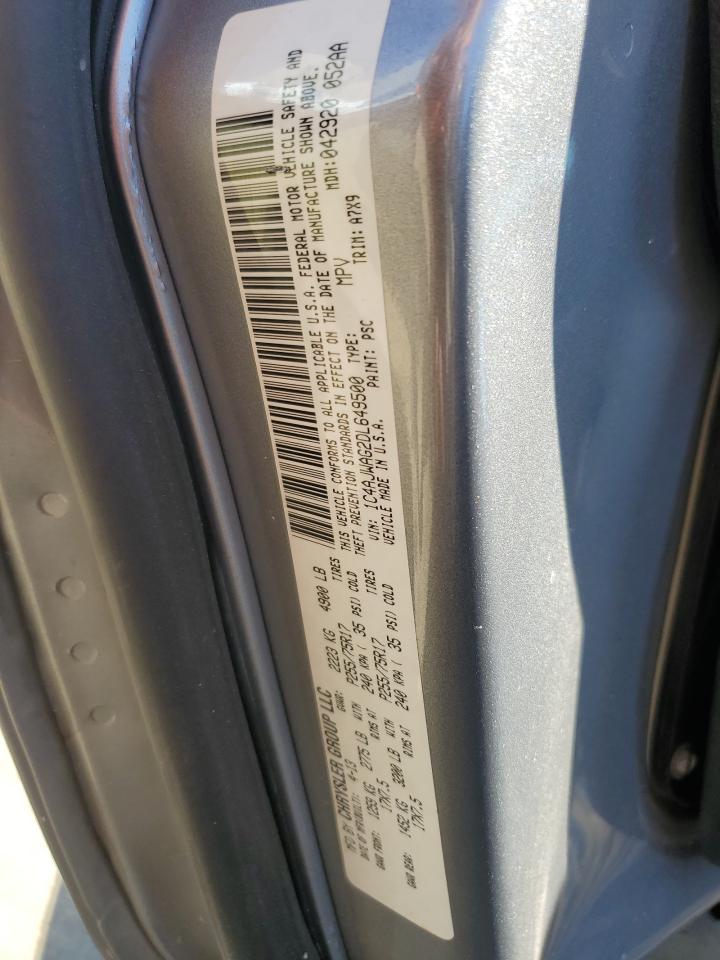 MFD BY CHRYSLER GROUP LLC
DATE OF MFR(BUILT): 4-13 GAWR: 2223 KG 4900 LB
GAWR FRONT: 1259 KG 2775 LB WITH P255/75R17 TIRES
17X7.5 RIMS AT 240 KPA ( 35 PSI) COLD
GAWR REAR: 1452 KG 3200 LB WITH P255/75R17 TIRES
17X7.5 RIMS AT 240 KPA ( 35 PSI) COLD
THIS VEHICLE CONFORMS TO ALL APPLICABLE U.S.A. FEDERAL MOTOR VEHICLE SAFETY AND
THEFT PREVENTION STANDARDS IN EFFECT ON THE DATE OF MANUFACTURE SHOWN ABOVE.
VIN: 1C4AJWAG2DL649500 TYPE: MPV MDH:042920 052AA
VEHICLE MADE IN U.S.A. PAINT: PSC TRIM: A7X9